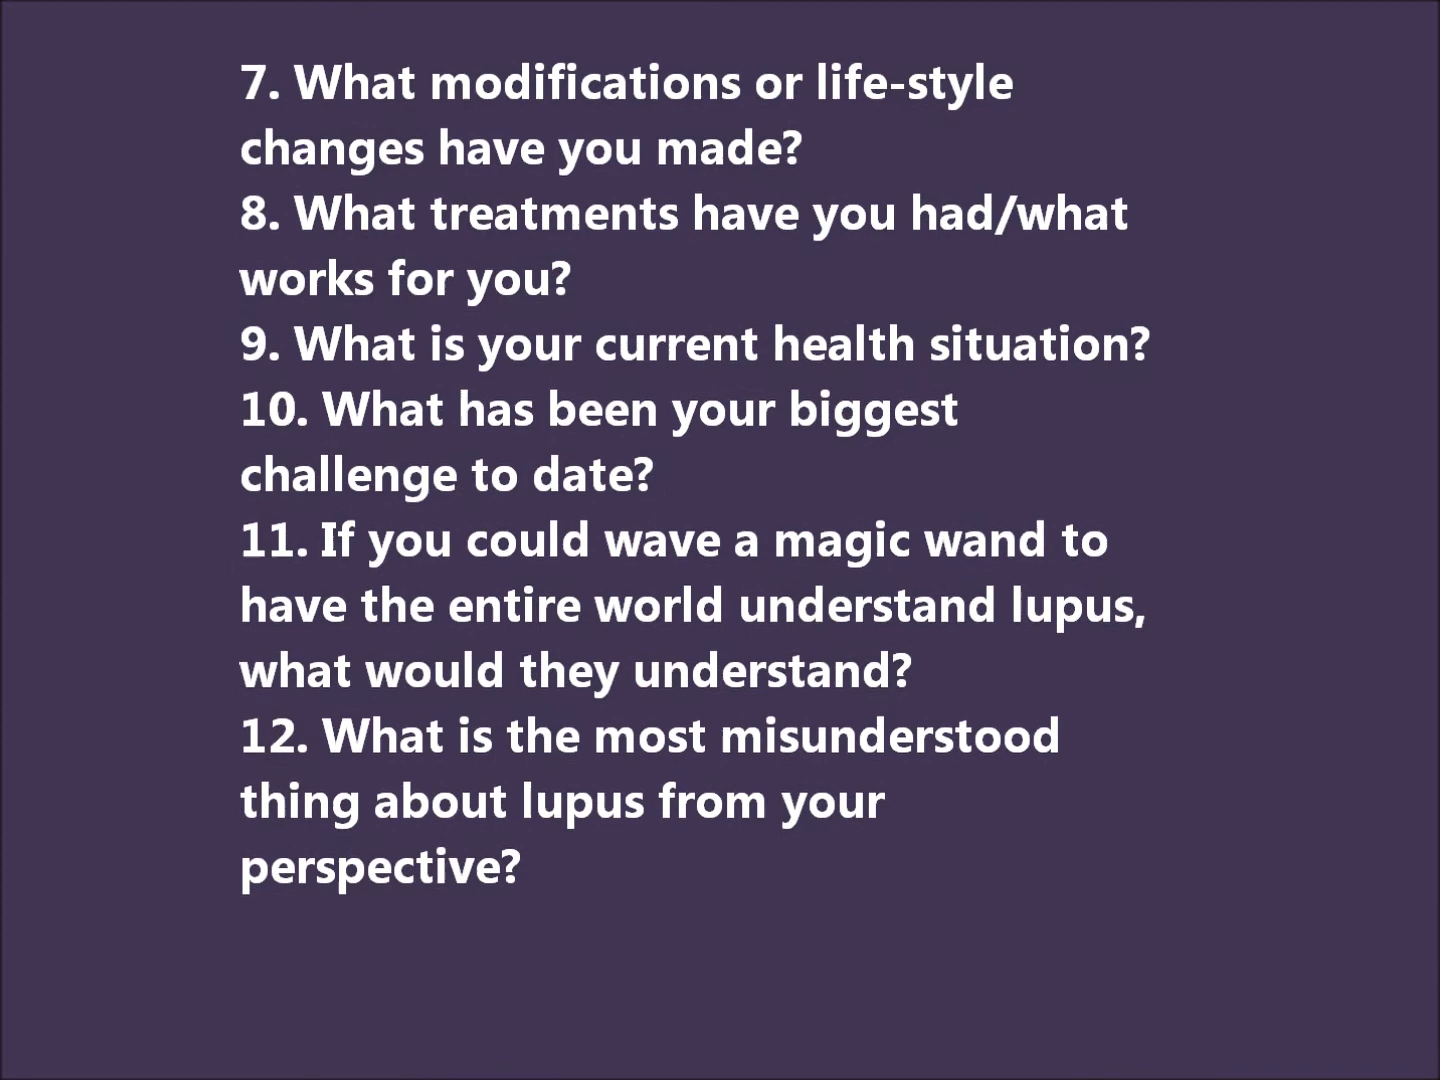 7. What modifications or life-style
changes have you made?
8. What treatments have you had/what
works for you?
9. What is your current health situation?
10. What has been your biggest
challenge to date?
11. If you could wave a magic wand to
have the entire world understand lupus,
what would they understand?
12. What is the most misunderstood
thing about lupus from your
perspective?